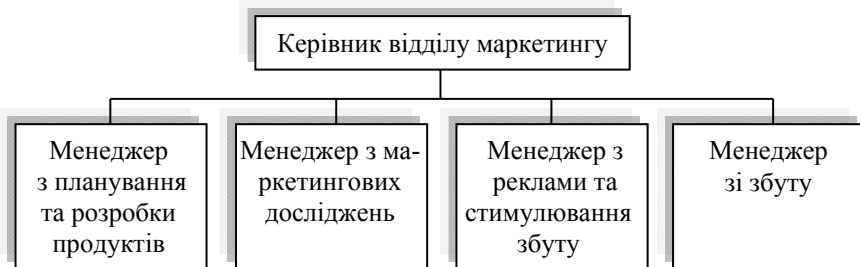 Керівник відділу маркетингу
Менеджер
з планування
та розробки
продуктів
Менеджер з ма-
ркетингових
досліджень
Менеджер з
реклами та
стимулювання
збуту
Менеджер
зі збуту